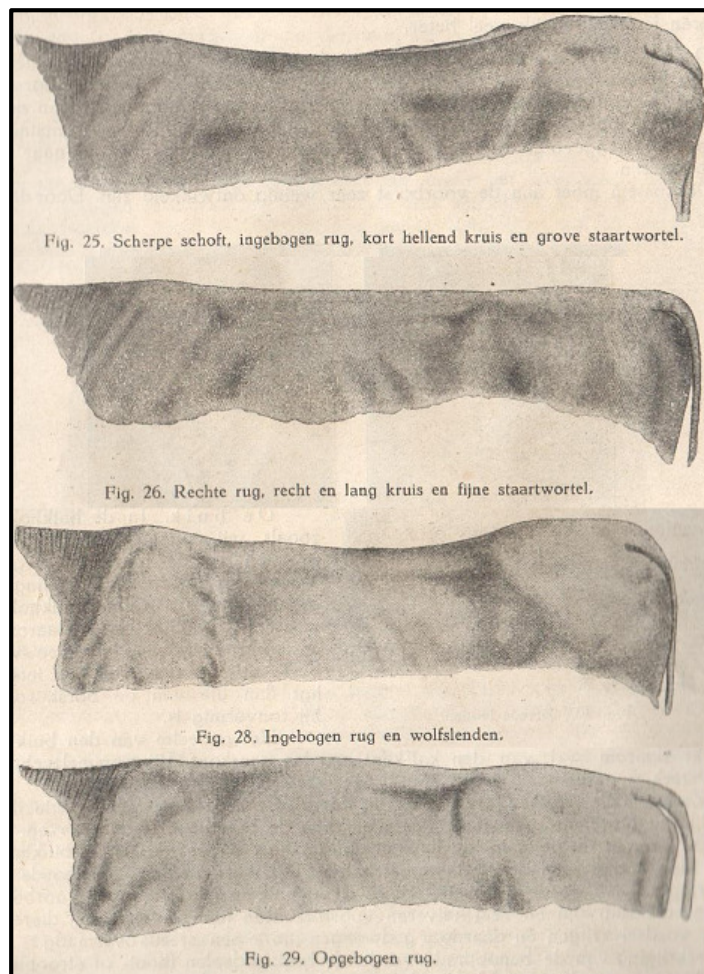 Fig. 25. Scherpe schoft, ingebogen rug, kort hellend kruis en grove staartwortel.
Fig. 26. Rechte rug, recht en lang kruis en fijne staartwortel.
Fig. 28. Ingebogen rug en wolfslenden.
Fig. 29. Opgebogen rug.